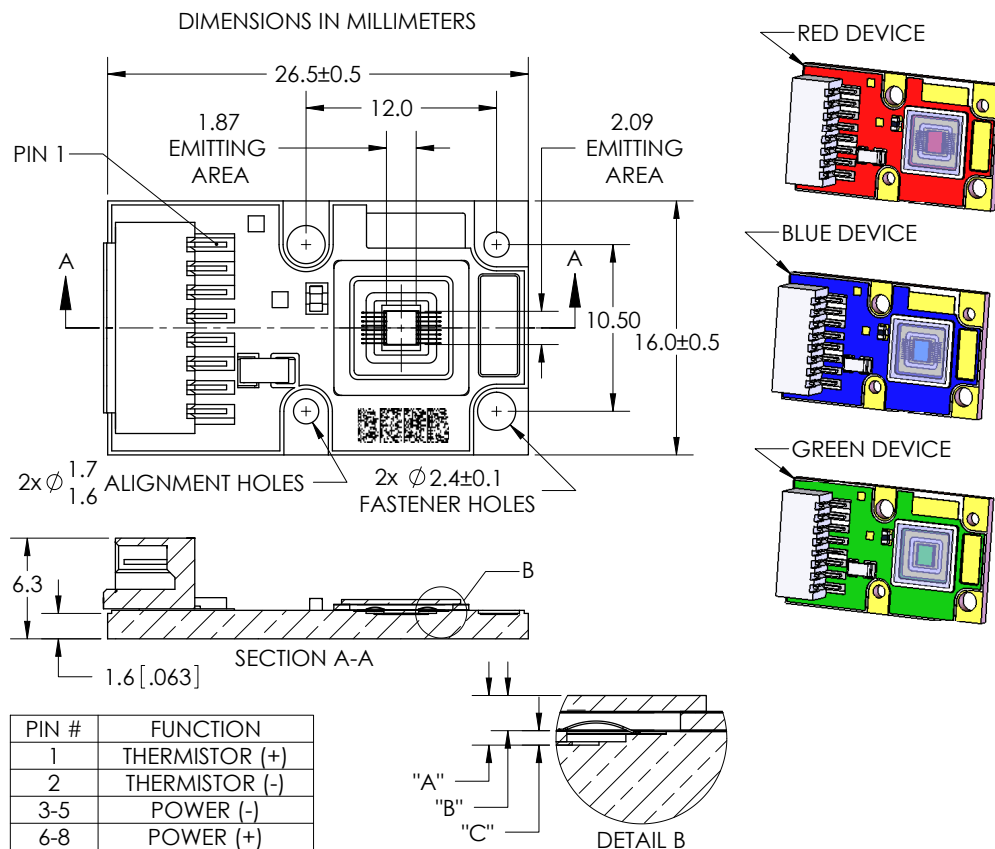 DIMENSIONS IN MILLIMETERS
26.5±0.5
12.0
1.87
EMITTING
AREA
2.09
EMITTING
AREA
PIN 1
A
A
10.50
16.0±0.5
2x ∅ 1.7
1.6 ALIGNMENT HOLES
2x ∅ 2.4±0.1
FASTENER HOLES
RED DEVICE
BLUE DEVICE
GREEN DEVICE
6.3
B
SECTION A-A
1.6 [.063]
PIN # FUNCTION
1 THERMISTOR (+)
2 THERMISTOR (-)
3-5 POWER (-)
6-8 POWER (+)
"A"
"B"
"C"
DETAIL B